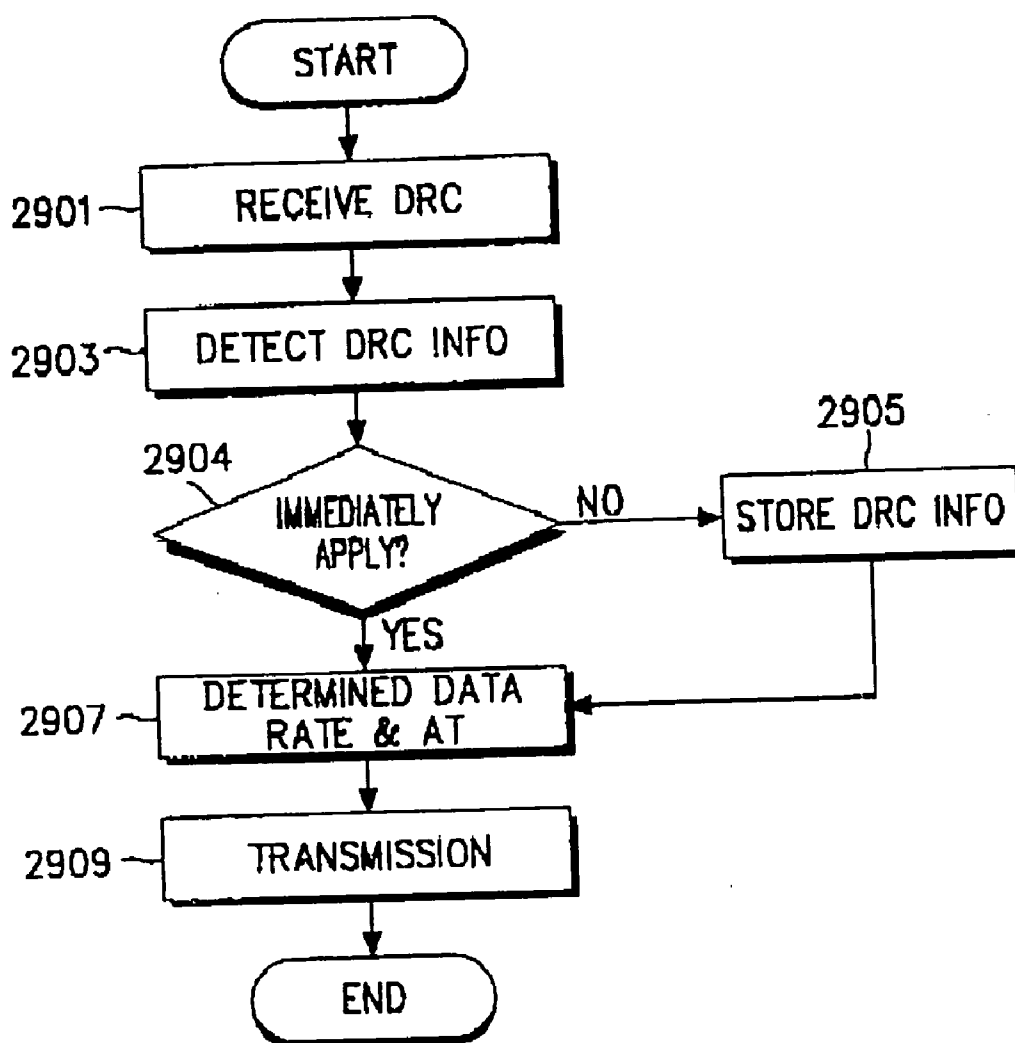 START
2901
RECEIVE DRC
2903
DETECT DRC INFO
2904
IMMEDIATELY
APPLY?
NO
2905
STORE DRC INFO
YES
2907
DETERMINED DATA
RATE & AT
2909
TRANSMISSION
END